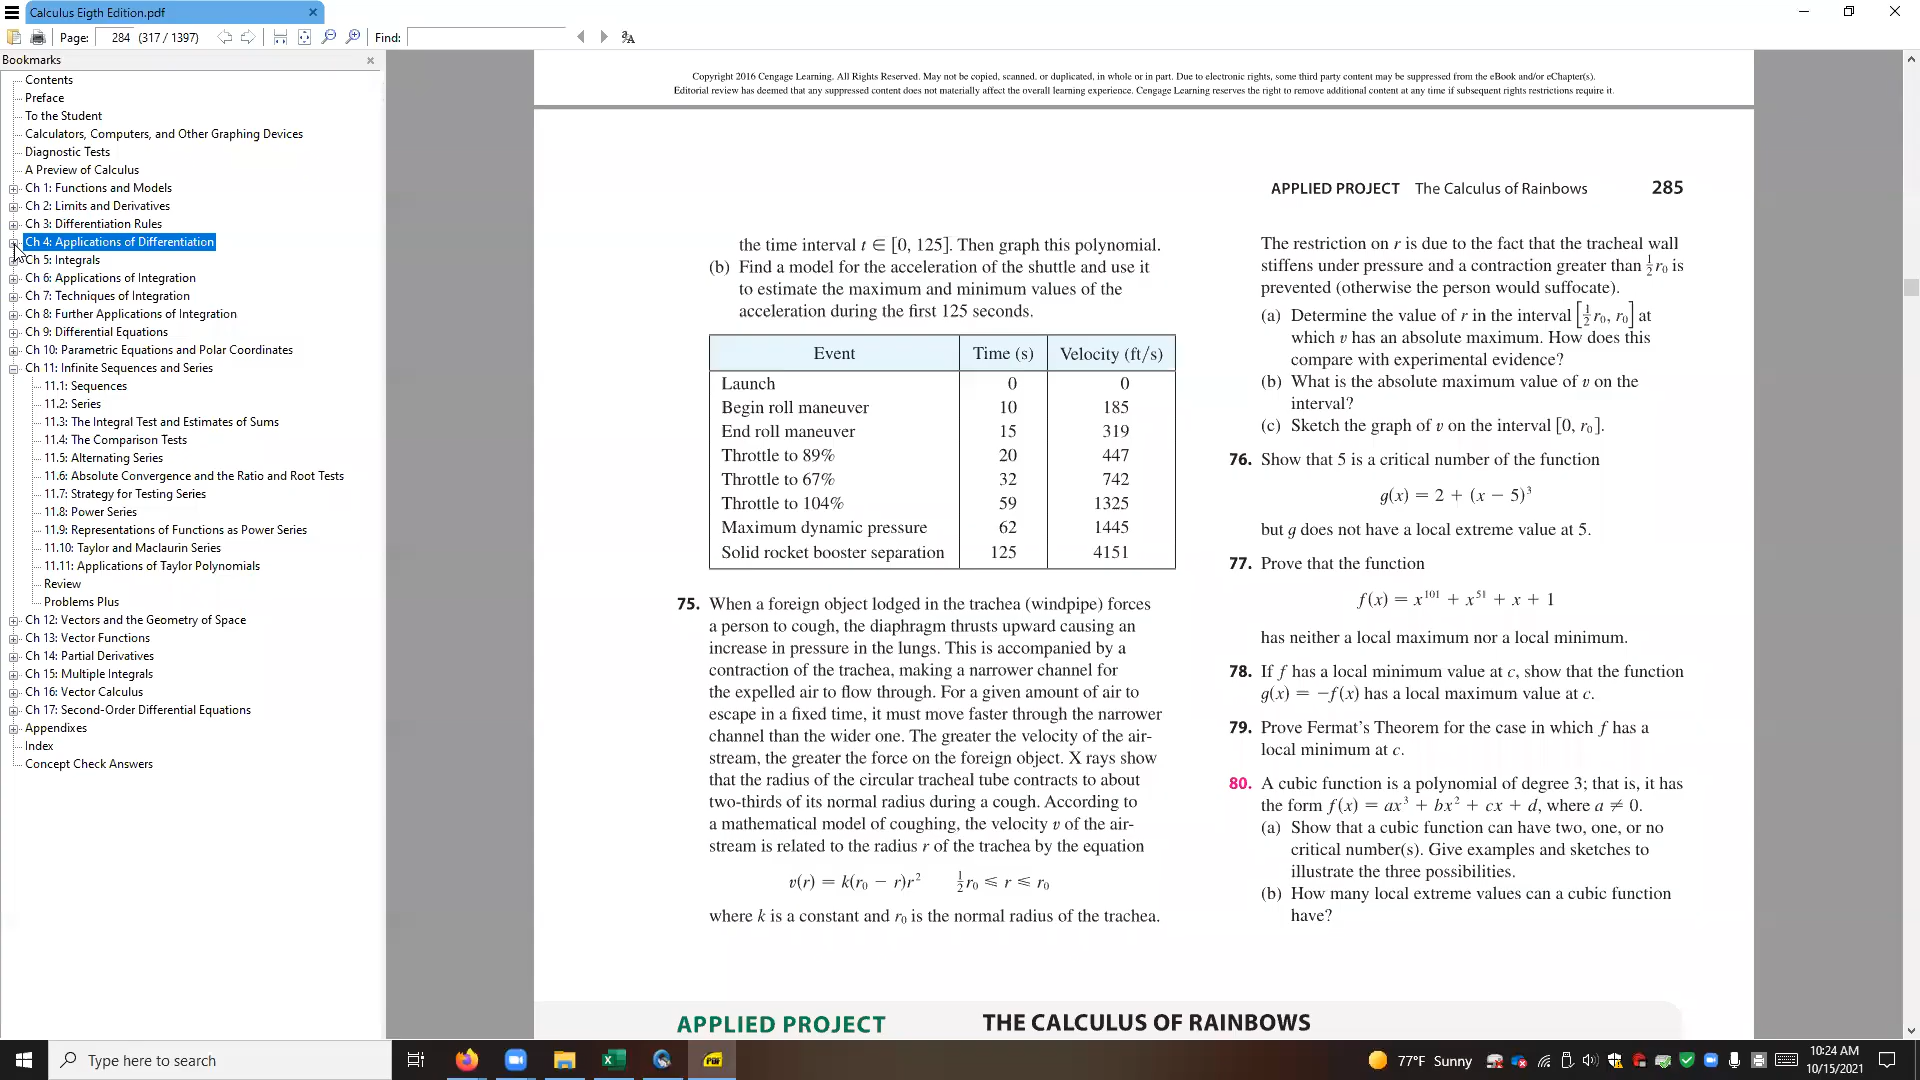 Calculus Eigth Edition.pdf
Page: 284 (317 / 1397) Find:
Bookmarks
Contents
Preface
To the Student
Calculators, Computers, and Other Graphing Devices
Diagnostic Tests
A Preview of Calculus
Ch 1: Functions and Models
Ch 2: Limits and Derivatives
Ch 3: Differentiation Rules
Ch 4: Applications of Differentiation
Ch 5: Integrals
Ch 6: Applications of Integration
Ch 7: Techniques of Integration
Ch 8: Further Applications of Integration
Ch 9: Differential Equations
Ch 10: Parametric Equations and Polar Coordinates
Ch 11: Infinite Sequences and Series
11.1: Sequences
11.2: Series
11.3: The Integral Test and Estimates of Sums
11.4: The Comparison Tests
11.5: Alternating Series
11.6: Absolute Convergence and the Ratio and Root Tests
11.7: Strategy for Testing Series
11.8: Power Series
11.9: Representations of Functions as Power Series
11.10: Taylor and Maclaurin Series
11.11: Applications of Taylor Polynomials
Review
Problems Plus
Ch 12: Vectors and the Geometry of Space
Ch 13: Vector Functions
Ch 14: Partial Derivatives
Ch 15: Multiple Integrals
Ch 16: Vector Calculus
Ch 17: Second-Order Differential Equations
Appendixes
Index
Concept Check Answers
Copyright 2016 Cengage Learning. All Rights Reserved. May not be copied, scanned, or duplicated, in whole or in part. Due to electronic rights, some third party content may be suppressed from the eBook and/or eChapter(s).
Editorial review has deemed that any suppressed content does not materially affect the overall learning experience. Cengage Learning reserves the right to remove additional content at any time if subsequent rights restrictions require it.
APPLIED PROJECT The Calculus of Rainbows 285
the time interval t ∈ [0, 125]. Then graph this polynomial.
(b) Find a model for the acceleration of the shuttle and use it
to estimate the maximum and minimum values of the
acceleration during the first 125 seconds.
Event Time (s) Velocity (ft/s)
Launch 0 0
Begin roll maneuver 10 185
End roll maneuver 15 319
Throttle to 89% 20 447
Throttle to 67% 32 742
Throttle to 104% 59 1325
Maximum dynamic pressure 62 1445
Solid rocket booster separation 125 4151
75. When a foreign object lodged in the trachea (windpipe) forces
a person to cough, the diaphragm thrusts upward causing an
increase in pressure in the lungs. This is accompanied by a
contraction of the trachea, making a narrower channel for
the expelled air to flow through. For a given amount of air to
escape in a fixed time, it must move faster through the narrower
channel than the wider one. The greater the velocity of the air-
stream, the greater the force on the foreign object. X rays show
that the radius of the circular tracheal tube contracts to about
two-thirds of its normal radius during a cough. According to
a mathematical model of coughing, the velocity v of the air-
stream is related to the radius r of the trachea by the equation
v(r) = k(r₀ − r)r² ½r₀ ≤ r ≤ r₀
where k is a constant and r₀ is the normal radius of the trachea.
The restriction on r is due to the fact that the tracheal wall
stiffens under pressure and a contraction greater than ½r₀ is
prevented (otherwise the person would suffocate).
(a) Determine the value of r in the interval [½r₀, r₀] at
which v has an absolute maximum. How does this
compare with experimental evidence?
(b) What is the absolute maximum value of v on the
interval?
(c) Sketch the graph of v on the interval [0, r₀].
76. Show that 5 is a critical number of the function
g(x) = 2 + (x − 5)³
but g does not have a local extreme value at 5.
77. Prove that the function
f(x) = x¹⁰¹ + x⁵¹ + x + 1
has neither a local maximum nor a local minimum.
78. If f has a local minimum value at c, show that the function
g(x) = −f(x) has a local maximum value at c.
79. Prove Fermat's Theorem for the case in which f has a
local minimum at c.
80. A cubic function is a polynomial of degree 3; that is, it has
the form f(x) = ax³ + bx² + cx + d, where a ≠ 0.
(a) Show that a cubic function can have two, one, or no
critical number(s). Give examples and sketches to
illustrate the three possibilities.
(b) How many local extreme values can a cubic function
have?
APPLIED PROJECT THE CALCULUS OF RAINBOWS
Type here to search
PDF
77°F Sunny
10:24 AM
10/15/2021